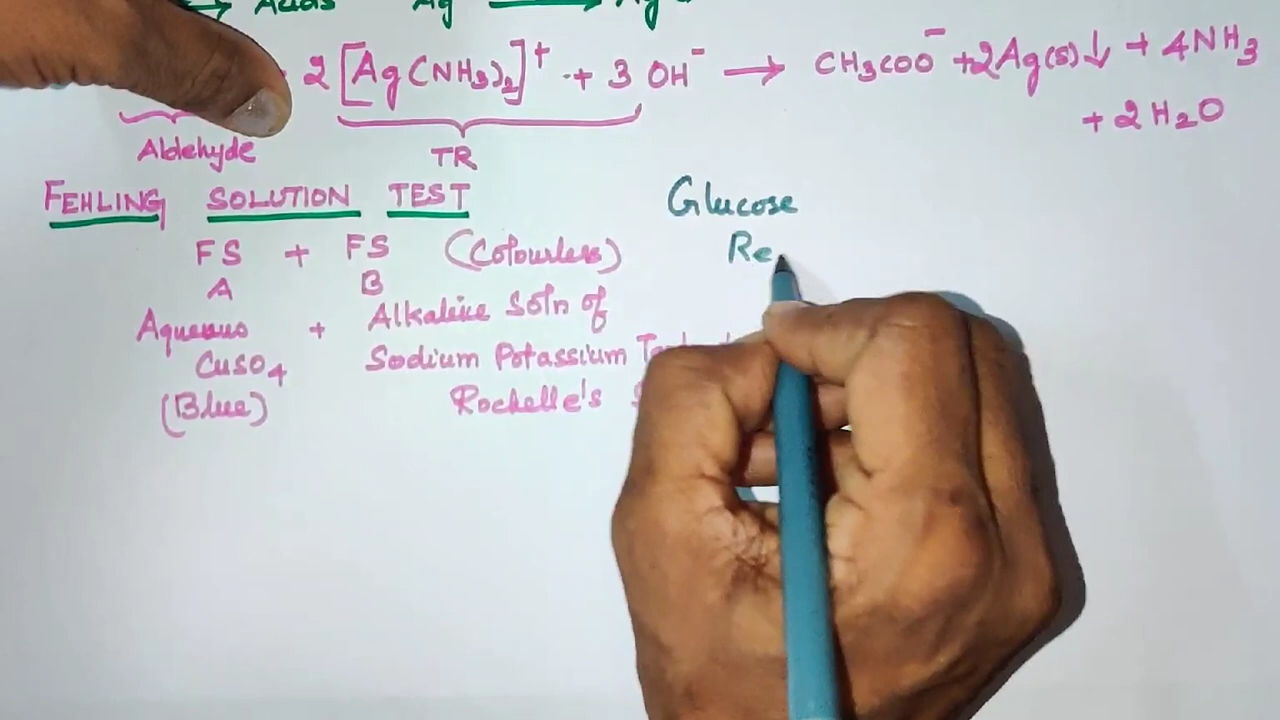 Acids Ag
2 [Ag(NH3)2]+ + 3 OH- → CH3COO- + 2Ag(s)↓ + 4NH3
+ 2H2O
Aldehyde TR
FEHLING SOLUTION TEST
Glucose
FS + FS (Colourless)
Re
A B
Aqueous + Alkaline Soln of
CuSO4 Sodium Potassium
(Blue) Rochelle's